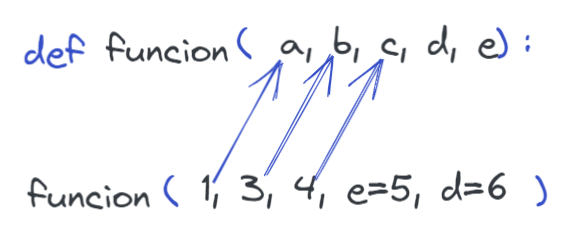 def funcion( a, b, c, d, e):
funcion( 1, 3, 4, e=5, d=6 )